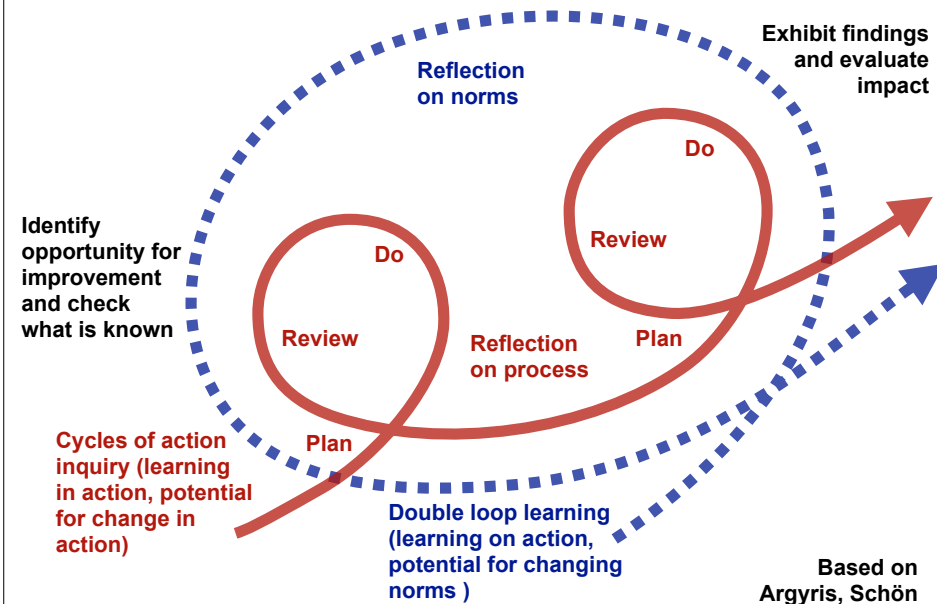 Exhibit findings
and evaluate
impact
Reflection
on norms
Do
Review
Plan
Identify
opportunity for
improvement
and check
what is known
Do
Review
Plan
Reflection
on process
Cycles of action
inquiry (learning
in action, potential
for change in
action)
Double loop learning
(learning on action,
potential for changing
norms )
Based on
Argyris, Schön